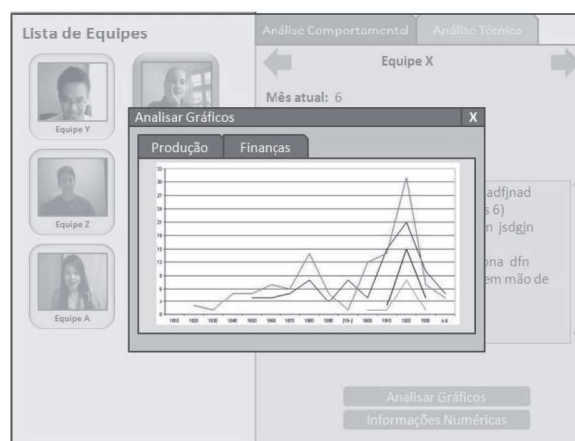 Lista de Equipes
Análise Comportamental
Análise Técnica
Equipe X
Mês atual: 6
Equipe Y
Equipe Z
Equipe A
Analisar Gráficos
X
Produção
Finanças
adfjnad
s 6)
n jsdgjn
ona dfn
em mão de
Analisar Gráficos
Informações Numéricas